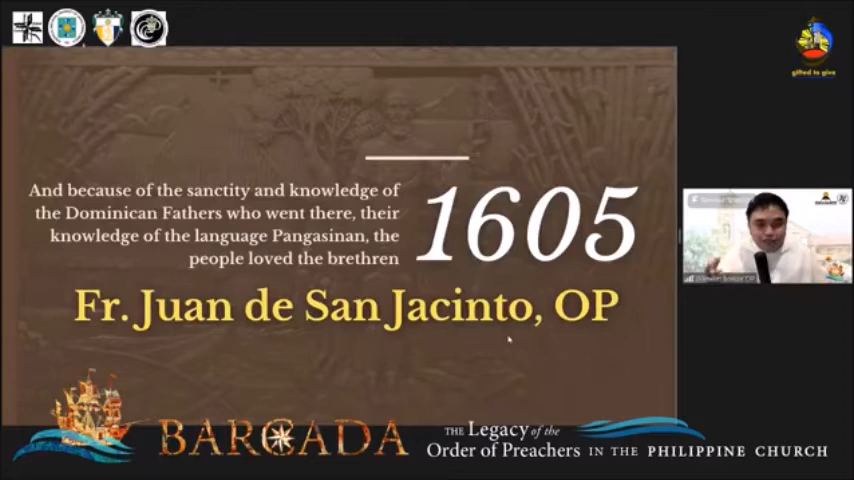 gifted to give
And because of the sanctity and knowledge of
the Dominican Fathers who went there, their
knowledge of the language Pangasinan, the
people loved the brethren
1605
Fr. Juan de San Jacinto, OP
BARCADA
THE Legacy of the
Order of Preachers IN THE PHILIPPINE CHURCH